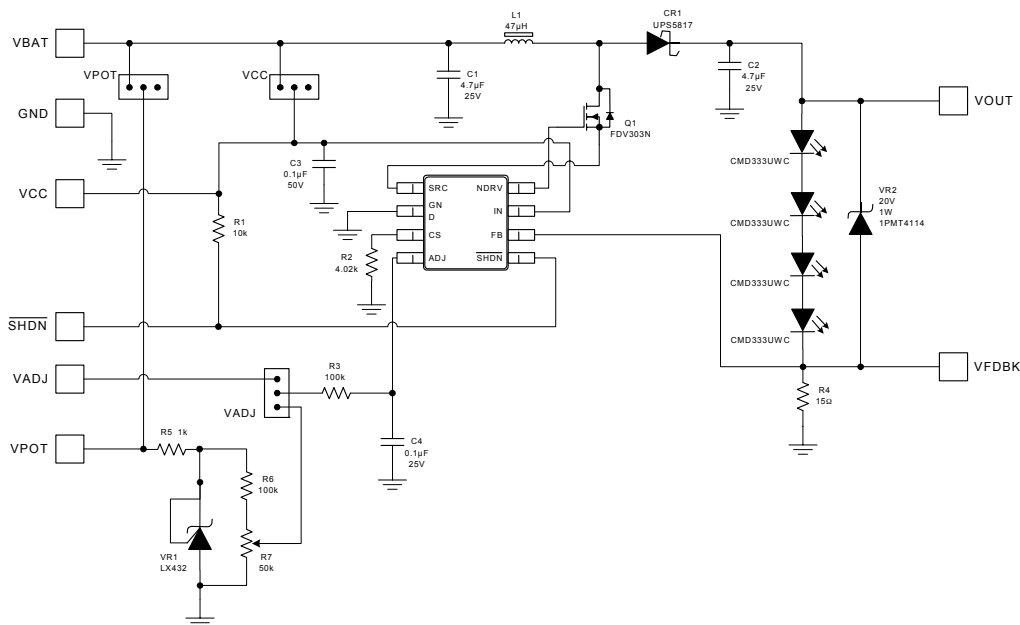 L1
47µH
CR1
UPS5817
VBAT
VPOT
VCC
C1
4.7µF
25V
C2
4.7µF
25V
VOUT
GND
Q1
FDV303N
CMD333UWC
C3
0.1µF
50V
VCC
SRC
NDRV
GN
D
IN
CS
FB
ADJ
SHDN
VR2
20V
1W
1PMT4114
CMD333UWC
R1
10k
R2
4.02k
CMD333UWC
SHDN
CMD333UWC
VADJ
R3
100k
VFDBK
R4
15Ω
VADJ
VPOT
R5 1k
C4
0.1µF
25V
R6
100k
VR1
LX432
R7
50k